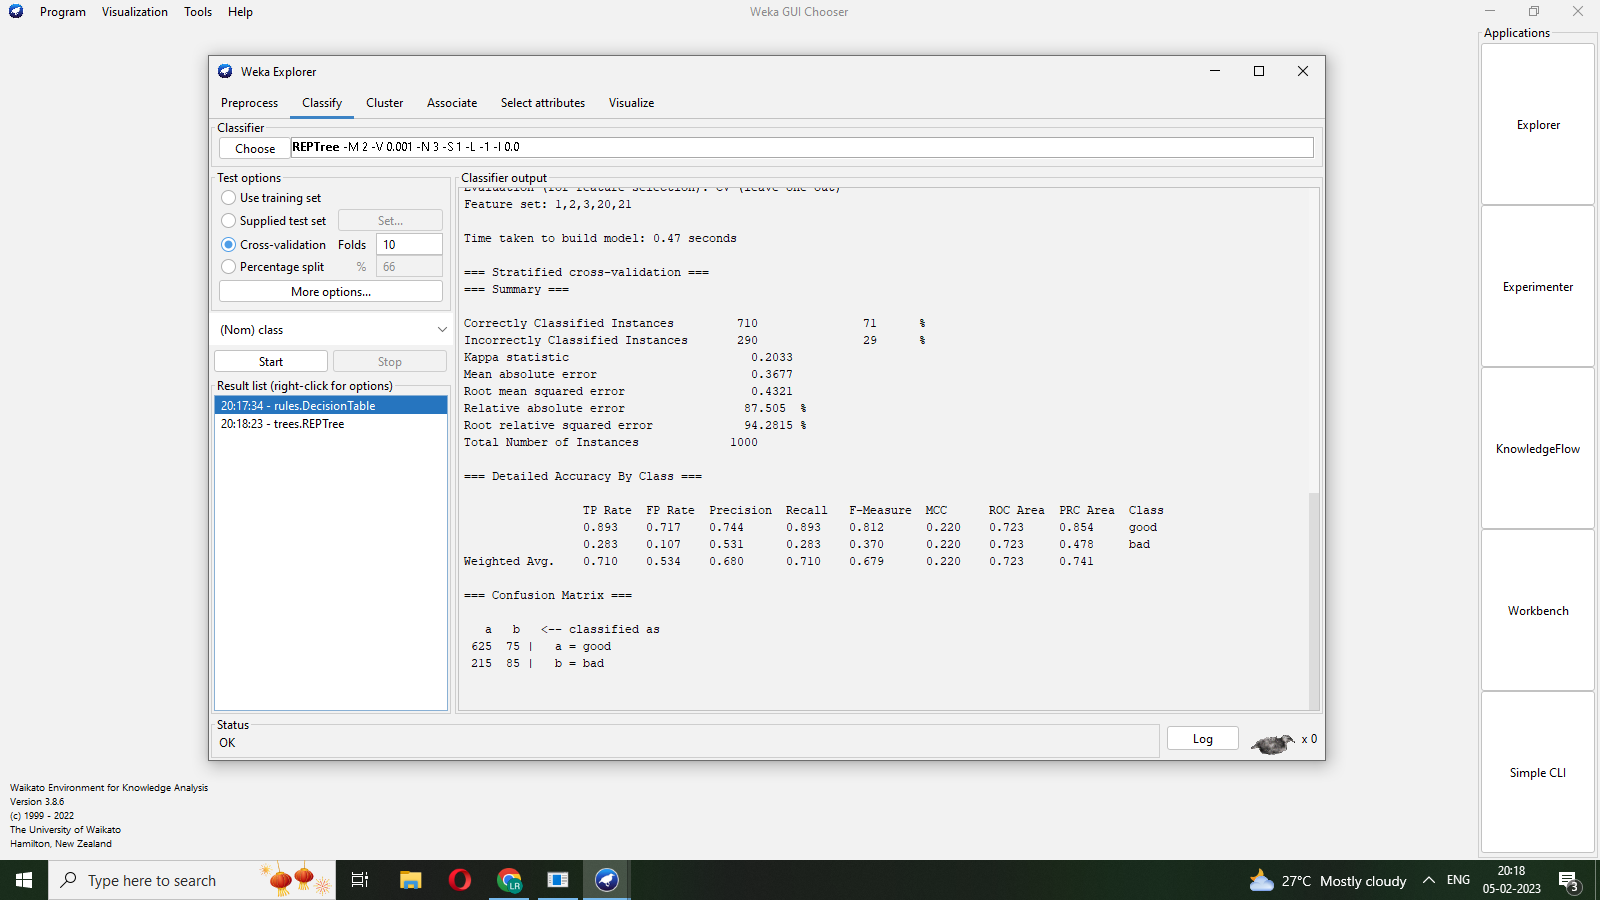 Program Visualization Tools Help Weka GUI Chooser
Applications
Explorer
Experimenter
KnowledgeFlow
Workbench
Simple CLI
Weka Explorer
Preprocess Classify Cluster Associate Select attributes Visualize
Classifier
Choose REPTree -M 2 -V 0.001 -N 3 -S 1 -L -1 -I 0.0
Test options
Use training set
Supplied test set Set...
Cross-validation Folds 10
Percentage split % 66
More options...
(Nom) class
Start Stop
Result list (right-click for options)
20:17:34 - rules.DecisionTable
20:18:23 - trees.REPTree
Classifier output
Evaluation (for feature selection): CV (leave one out)
Feature set: 1,2,3,20,21
Time taken to build model: 0.47 seconds
=== Stratified cross-validation ===
=== Summary ===
Correctly Classified Instances 710 71 %
Incorrectly Classified Instances 290 29 %
Kappa statistic 0.2033
Mean absolute error 0.3677
Root mean squared error 0.4321
Relative absolute error 87.505 %
Root relative squared error 94.2815 %
Total Number of Instances 1000
=== Detailed Accuracy By Class ===
TP Rate FP Rate Precision Recall F-Measure MCC ROC Area PRC Area Class
0.893 0.717 0.744 0.893 0.812 0.220 0.723 0.854 good
0.283 0.107 0.531 0.283 0.370 0.220 0.723 0.478 bad
Weighted Avg. 0.710 0.534 0.680 0.710 0.679 0.220 0.723 0.741
=== Confusion Matrix ===
a b <-- classified as
625 75 | a = good
215 85 | b = bad
Status
OK
Log x 0
Waikato Environment for Knowledge Analysis
Version 3.8.6
(c) 1999 - 2022
The University of Waikato
Hamilton, New Zealand
Type here to search
LR
27°C Mostly cloudy
ENG
20:18
05-02-2023
3